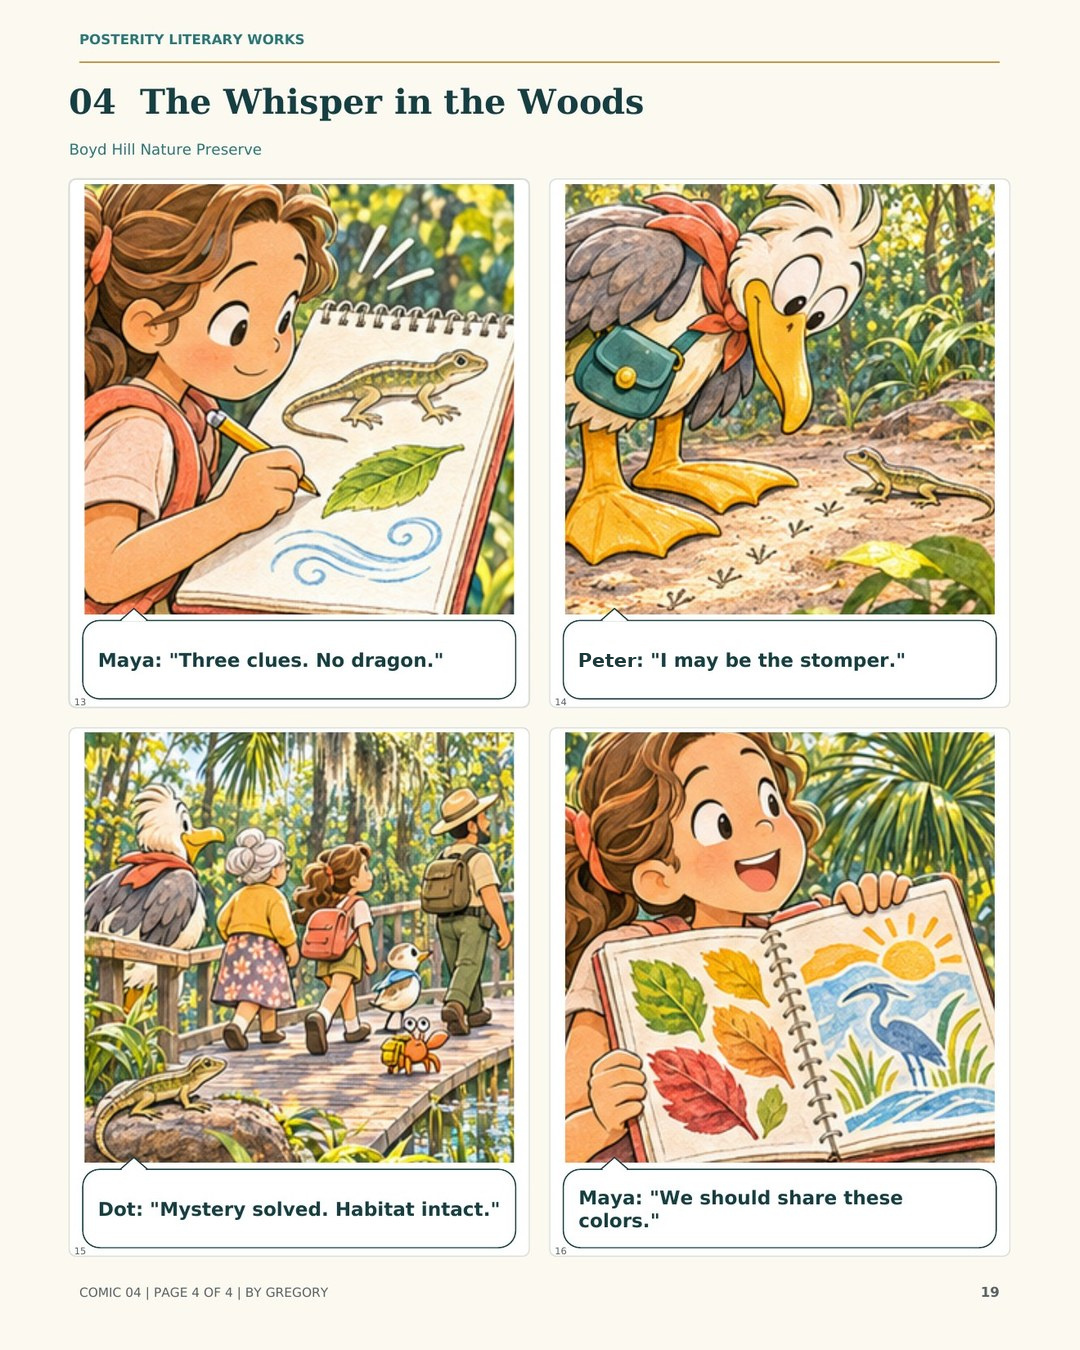 POSTERITY LITERARY WORKS
04 The Whisper in the Woods
Boyd Hill Nature Preserve
Maya: "Three clues. No dragon."
13
Peter: "I may be the stomper."
14
Dot: "Mystery solved. Habitat intact."
15
Maya: "We should share these
colors."
16
COMIC 04 | PAGE 4 OF 4 | BY GREGORY
19